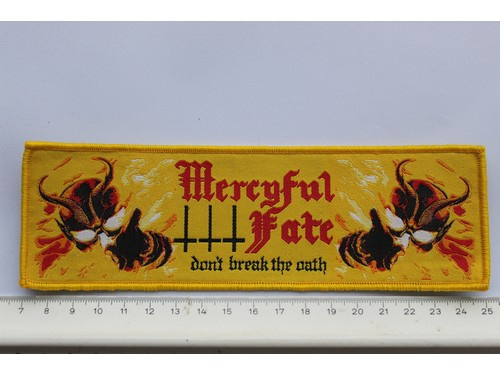 Mercyful
Fate
don't break the oath
7 8 9 10 11 12 13 14 15 16 17 18 19 20 21 22 23 24 25